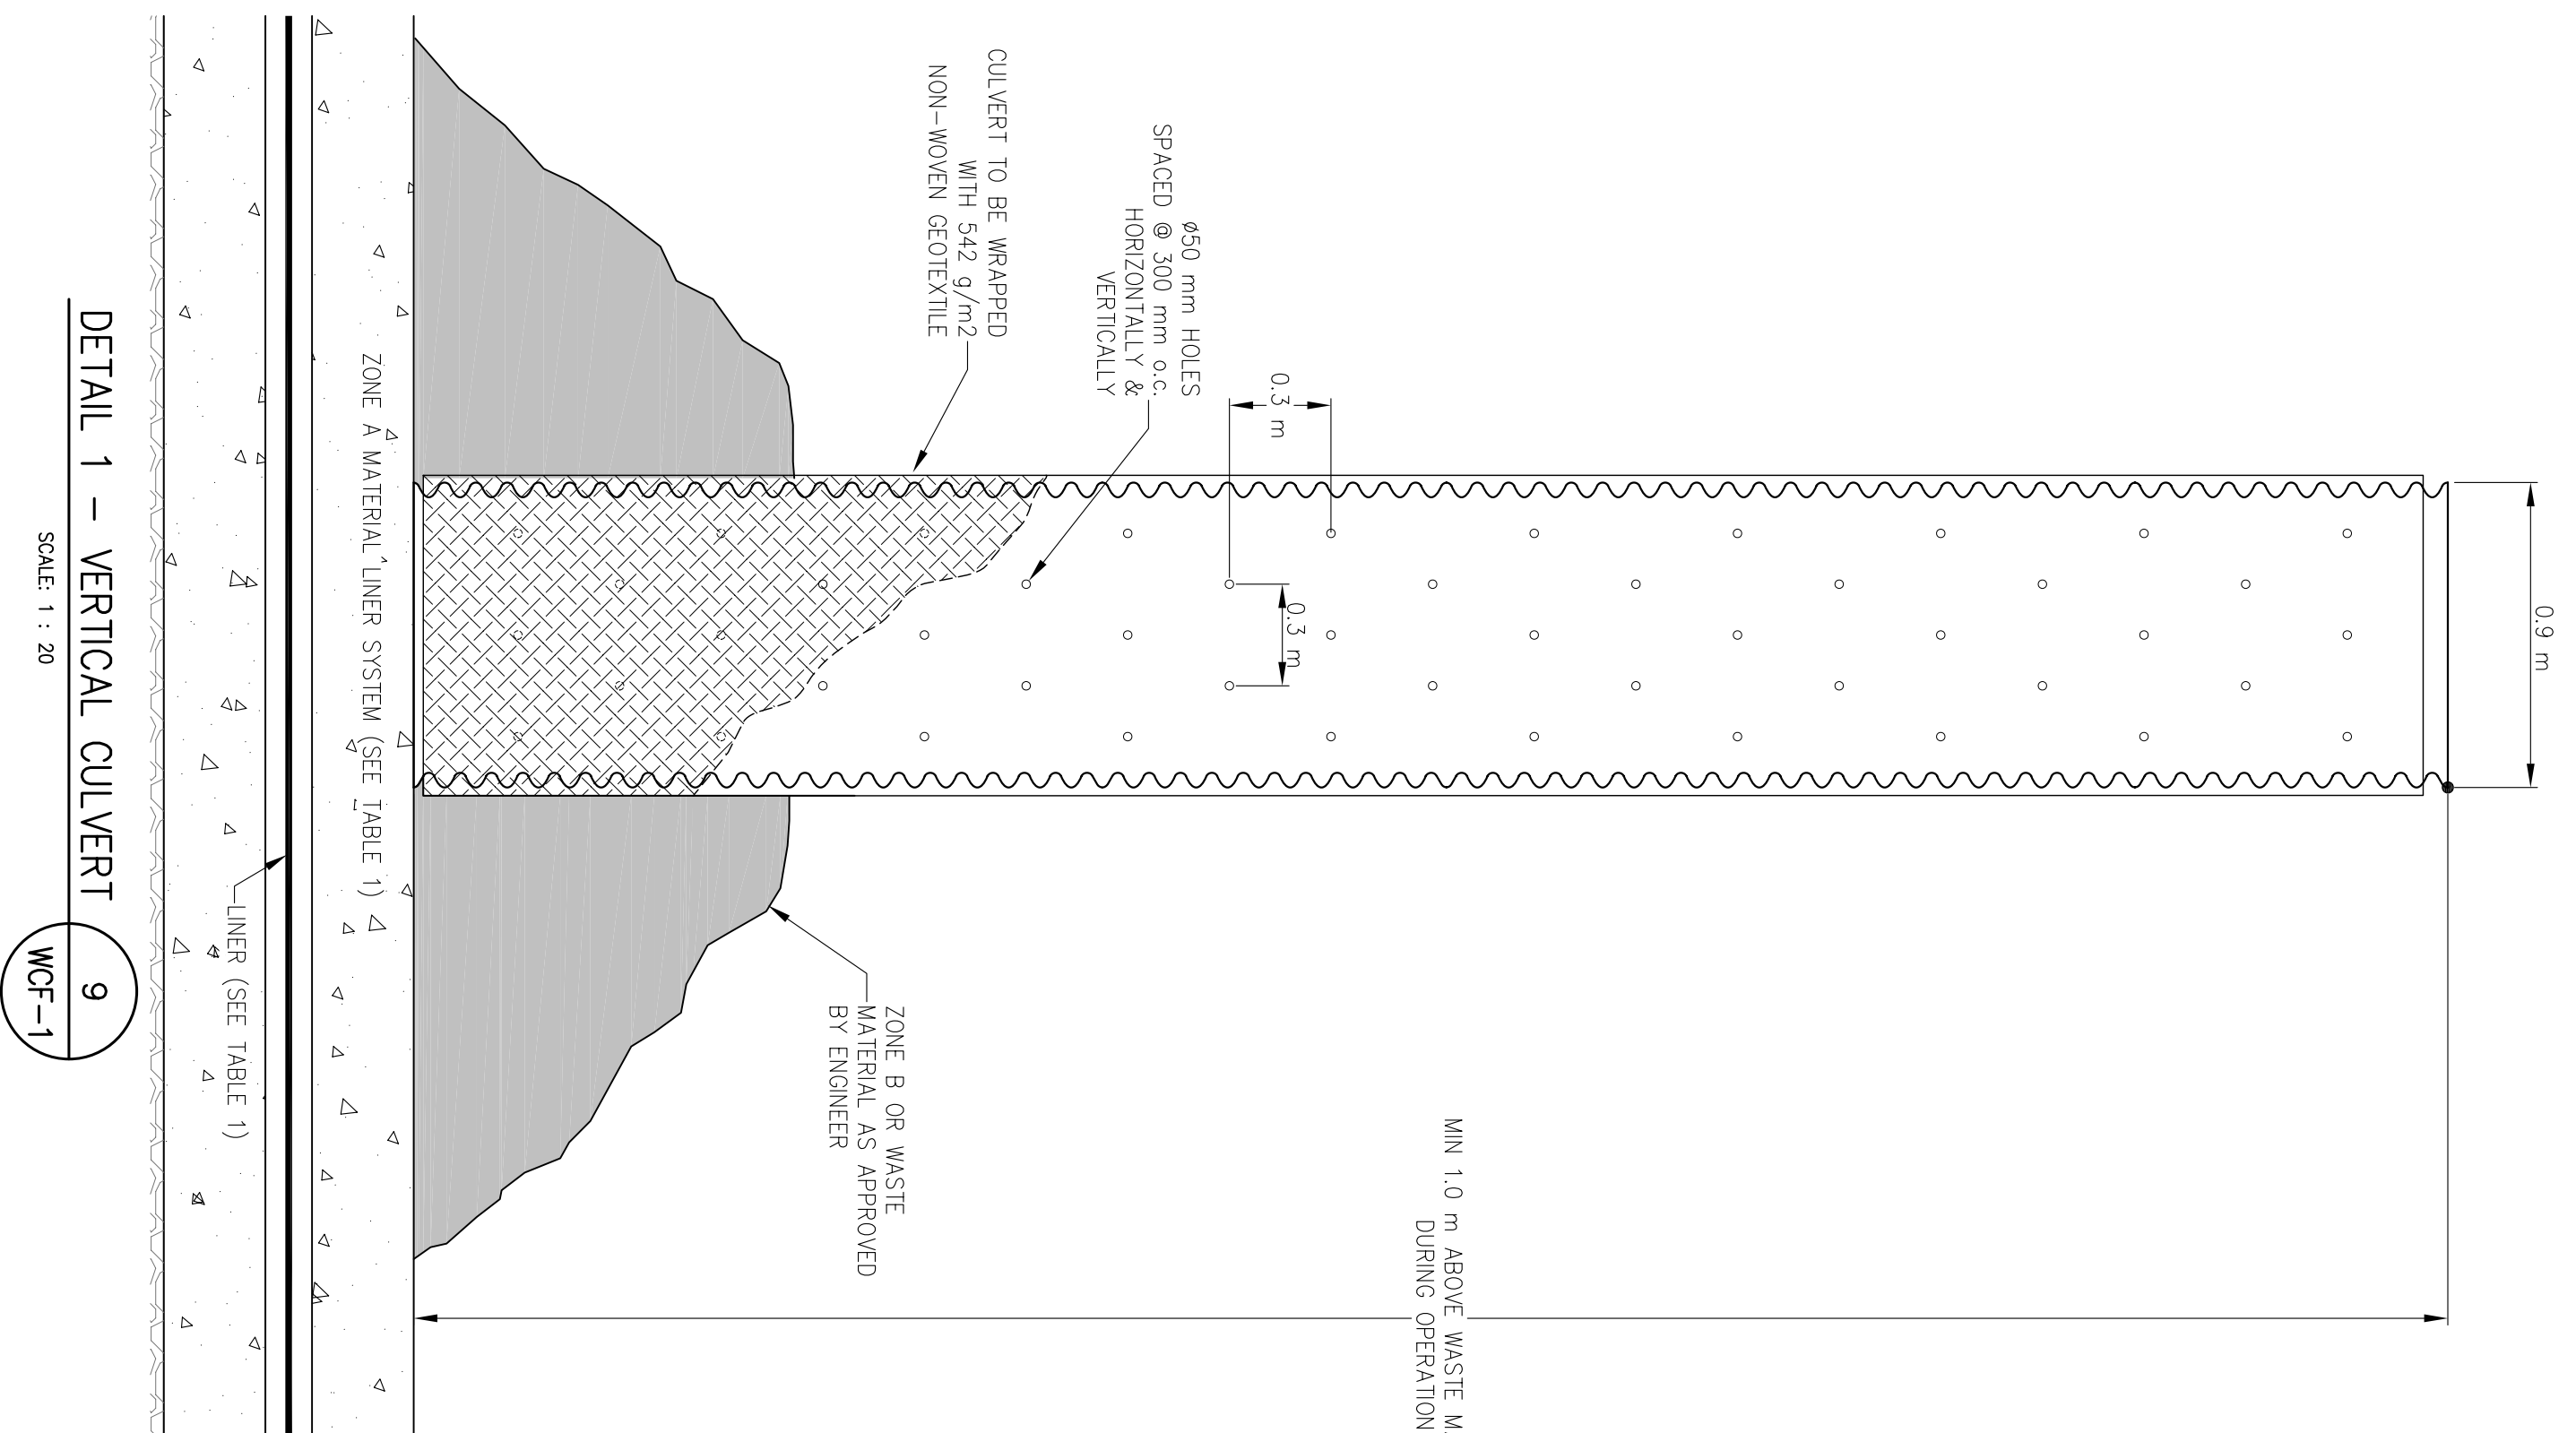 0.9 m
MIN 1.0 m ABOVE WASTE M
DURING OPERATION
0.3 m
0.3 m
Ø50 mm HOLES
SPACED @ 300 mm o.c.
HORIZONTALLY &
VERTICALLY
CULVERT TO BE WRAPPED
WITH 542 g/m2
NON-WOVEN GEOTEXTILE
ZONE B OR WASTE
MATERIAL AS APPROVED
BY ENGINEER
ZONE A MATERIAL LINER SYSTEM (SEE TABLE 1)
LINER (SEE TABLE 1)
DETAIL 1 - VERTICAL CULVERT
SCALE: 1 : 20
9
WCF-1